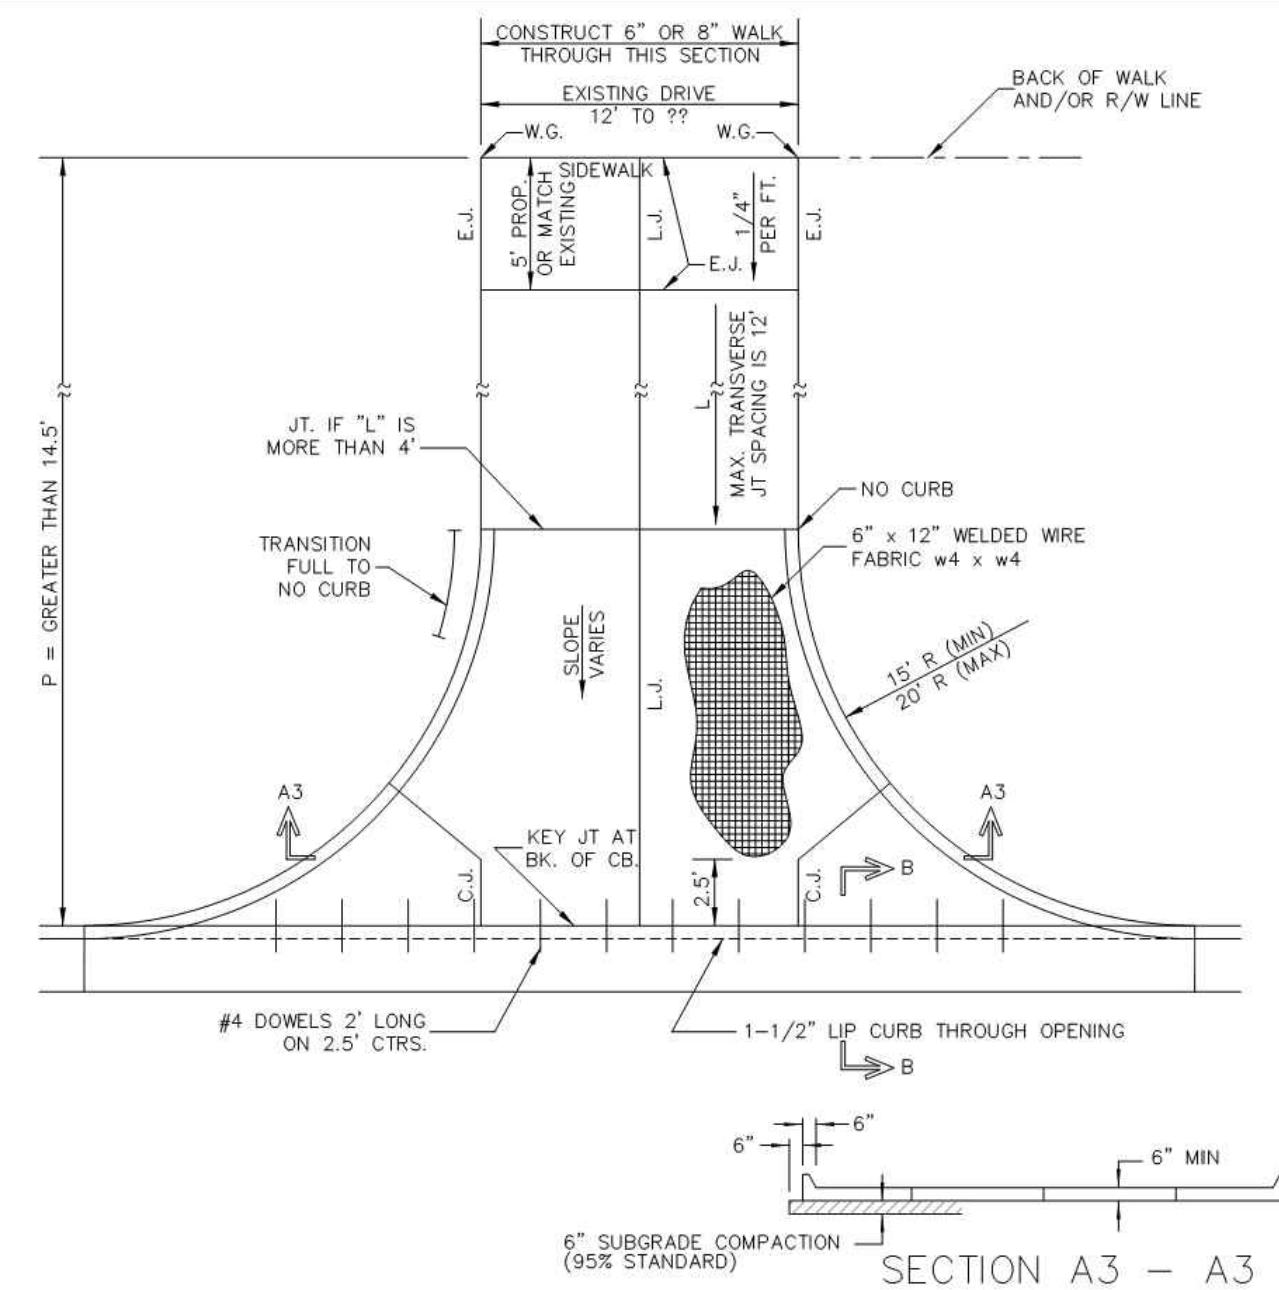 CONSTRUCT 6" OR 8" WALK
THROUGH THIS SECTION
EXISTING DRIVE
12' TO ??
BACK OF WALK
AND/OR R/W LINE
W.G.
W.G.
SIDEWALK
E.J.
5' PROP.
OR MATCH
EXISTING
L.J.
1/4"
PER FT.
E.J.
E.J.
P = GREATER THAN 14.5'
L
MAX. TRANSVERSE
JT SPACING IS 12'
JT. IF "L" IS
MORE THAN 4'
NO CURB
TRANSITION
FULL TO
NO CURB
6" x 12" WELDED WIRE
FABRIC w4 x w4
SLOPE
VARIES
L.J.
15' R (MIN)
20' R (MAX)
A3
A3
KEY JT AT
BK. OF CB.
C.J.
2.5'
C.J.
B
#4 DOWELS 2' LONG
ON 2.5' CTRS.
1-1/2" LIP CURB THROUGH OPENING
B
6"
6"
6" MIN
6" SUBGRADE COMPACTION
(95% STANDARD)
SECTION A3 - A3